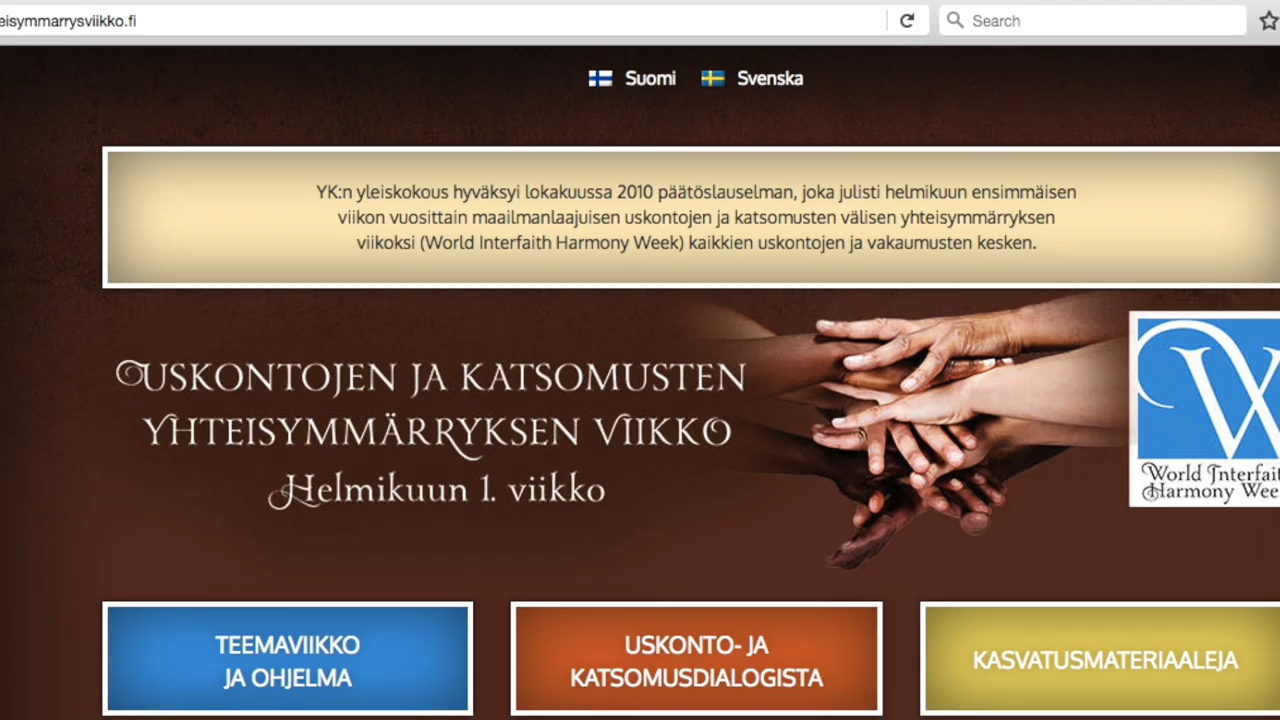 eisymmarrysviikko.fi
Search
Suomi Svenska
YK:n yleiskokous hyväksyi lokakuussa 2010 päätöslauselman, joka julisti helmikuun ensimmäisen
viikon vuosittain maailmanlaajuisen uskontojen ja katsomusten välisen yhteisymmärryksen
viikoksi (World Interfaith Harmony Week) kaikkien uskontojen ja vakaumusten kesken.
USKONTOJEN JA KATSOMUSTEN
YHTEISYMMÄRRYKSEN VIIKKO
Helmikuun 1. viikko
W
World Interfait
Harmony Wee
TEEMAVIIKKO
JA OHJELMA
USKONTO- JA
KATSOMUSDIALOGISTA
KASVATUSMATERIAALEJA